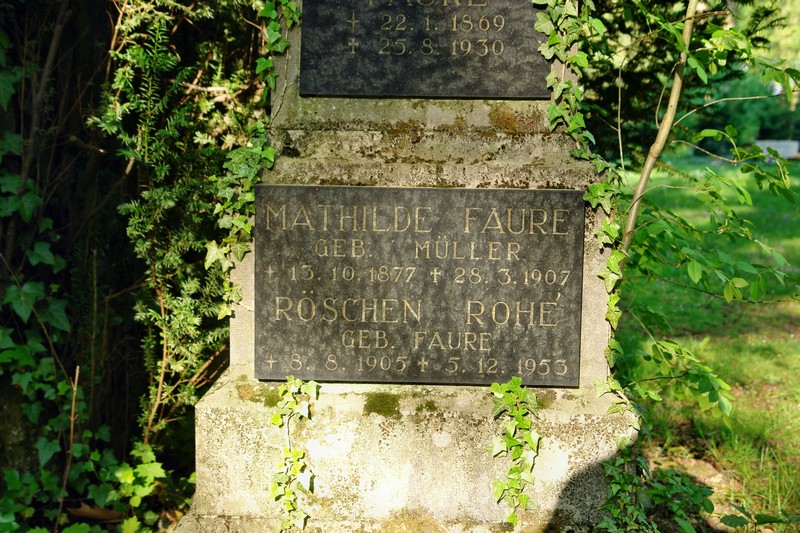 FAURE
+ 22. 1. 1869
+ 25. 8. 1930
MATHILDE FAURE
GEB. MÜLLER
+ 13. 10. 1877 + 28. 3. 1907
RÖSCHEN ROHÉ
GEB. FAURE
+ 8. 8. 1905 + 5. 12. 1953